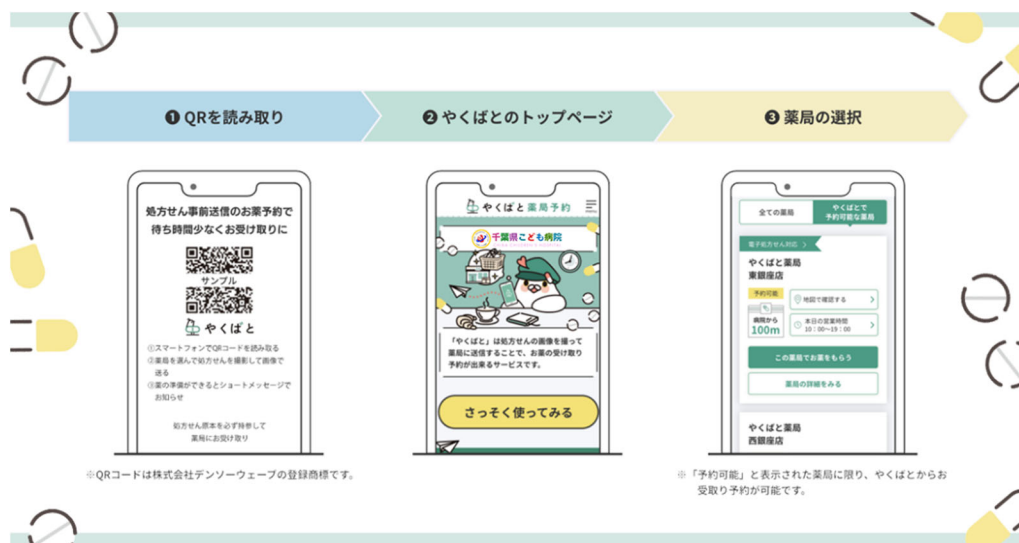 ❶ QRを読み取り
❷ やくばとのトップページ
❸ 薬局の選択
処方せん事前送信のお薬予約で
待ち時間少なくお受け取りに
サンプル
やくばと
①スマートフォンでQRコードを読み取る
②薬局を選んで処方せんを撮影して画像で
送る
③薬の準備ができるとショートメッセージで
お知らせ
処方せん原本を必ず持参して
薬局にお受け取り
※QRコードは株式会社デンソーウェーブの登録商標です。
やくばと薬局予約
menu
千葉県こども病院
薬局
「やくばと」は処方せんの画像を撮って
薬局に送信することで、お薬の受け取り
予約が出来るサービスです。
さっそく使ってみる
全ての薬局
やくばとで
予約可能な薬局
電子処方せん対応 >
やくばと薬局
東銀座店
予約可能
病院から
100m
地図で確認する
本日の営業時間
10：00〜19：00
この薬局でお薬をもらう
薬局の詳細をみる
やくばと薬局
西銀座店
※「予約可能」と表示された薬局に限り、やくばとからお
受取り予約が可能です。